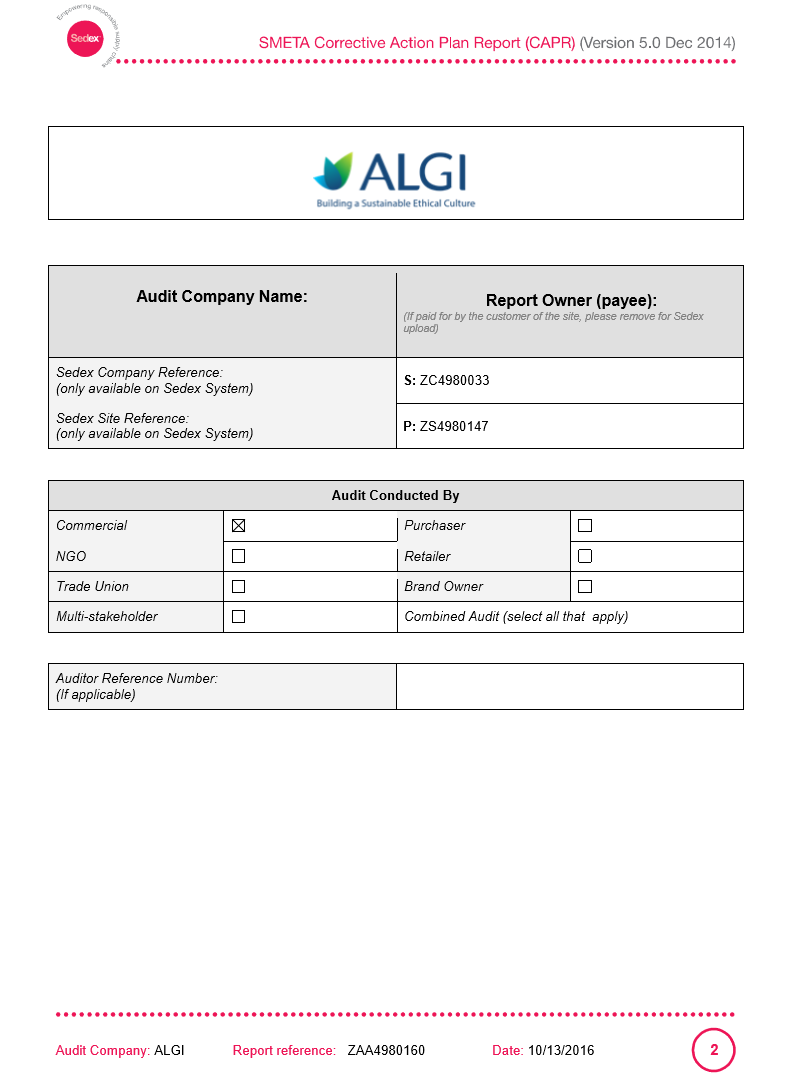 Empowering responsible supply chains
Sedex
SMETA Corrective Action Plan Report (CAPR) (Version 5.0 Dec 2014)
ALGI
Building a Sustainable Ethical Culture
Audit Company Name:
Report Owner (payee):
(If paid for by the customer of the site, please remove for Sedex
upload)
Sedex Company Reference:
(only available on Sedex System)
S: ZC4980033
Sedex Site Reference:
(only available on Sedex System)
P: ZS4980147
Audit Conducted By
Commercial ☒ Purchaser ☐
NGO ☐ Retailer ☐
Trade Union ☐ Brand Owner ☐
Multi-stakeholder ☐ Combined Audit (select all that apply)
Auditor Reference Number:
(If applicable)
Audit Company: ALGI Report reference: ZAA4980160 Date: 10/13/2016 2